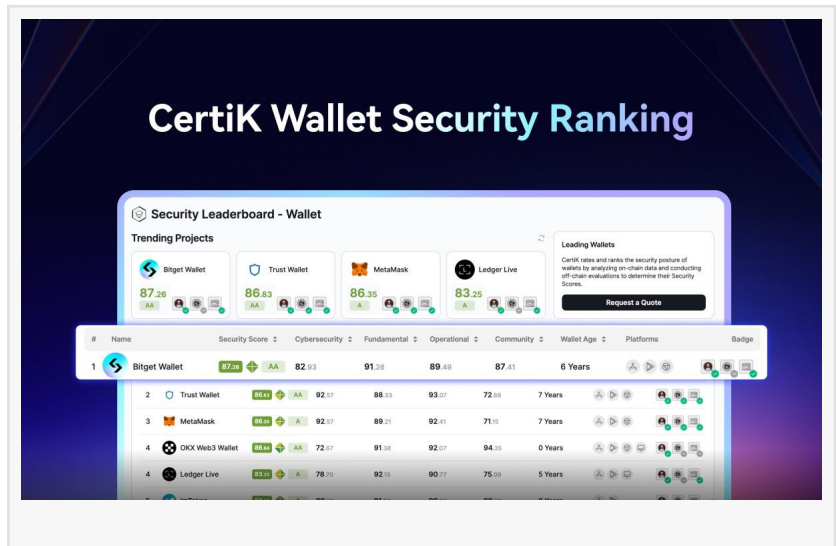 CertiK Wallet Security Ranking
Security Leaderboard - Wallet
Trending Projects
Bitget Wallet
87.26
AA
Trust Wallet
86.83
AA
MetaMask
86.35
A
Ledger Live
83.25
A
Leading Wallets
CertiK rates and ranks the security posture of
wallets by analyzing on-chain data and conducting
off-chain evaluations to determine their Security
Scores.
Request a Quote
# Name Security Score Cybersecurity Fundamental Operational Community Wallet Age Platforms Badge
1 Bitget Wallet 87.26 AA 82.93 91.26 89.49 87.41 6 Years
2 Trust Wallet 86.83 AA 92.57 88.33 93.07 72.88 7 Years
3 MetaMask 86.35 A 92.57 89.21 92.41 71.15 7 Years
4 OKX Web3 Wallet 86.64 AA 72.67 91.38 92.07 94.35 0 Years
4 Ledger Live 83.25 A 78.70 92.15 90.77 75.09 5 Years